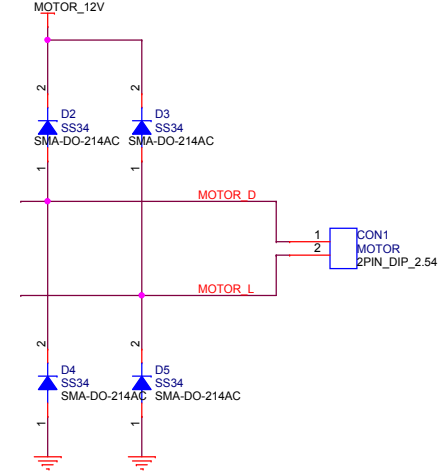 MOTOR_12V
2
2
D2
SS34
SMA-DO-214AC
D3
SS34
SMA-DO-214AC
1
1
MOTOR_D
1
2
CON1
MOTOR
2PIN_DIP_2.54
MOTOR_L
2
2
D4
SS34
SMA-DO-214AC
D5
SS34
SMA-DO-214AC
1
1